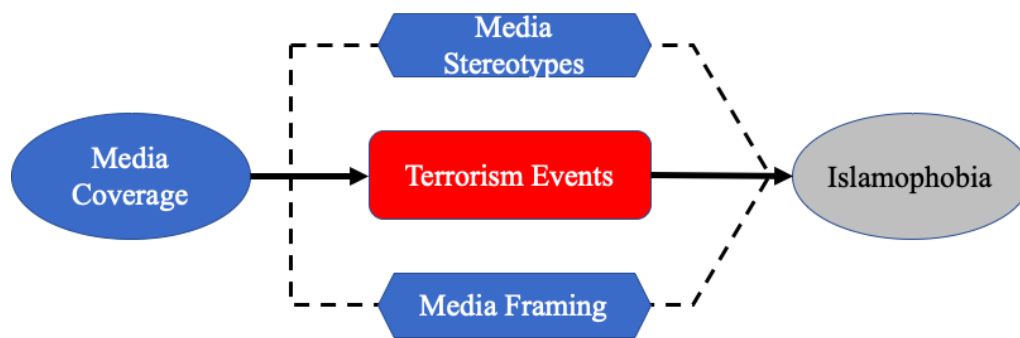 Media
Stereotypes
Media
Coverage
Terrorism Events
Islamophobia
Media Framing